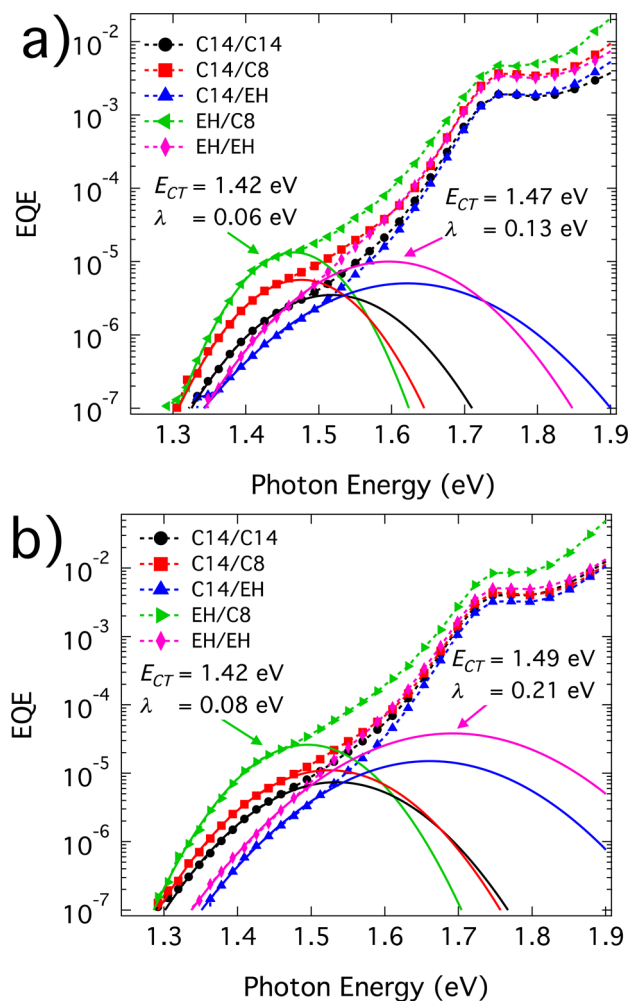 a)
C14/C14
C14/C8
C14/EH
EH/C8
EH/EH
E_CT = 1.42 eV
λ = 0.06 eV
E_CT = 1.47 eV
λ = 0.13 eV
EQE
10^-2
10^-3
10^-4
10^-5
10^-6
10^-7
1.3 1.4 1.5 1.6 1.7 1.8 1.9
Photon Energy (eV)
b)
C14/C14
C14/C8
C14/EH
EH/C8
EH/EH
E_CT = 1.42 eV
λ = 0.08 eV
E_CT = 1.49 eV
λ = 0.21 eV
EQE
10^-2
10^-3
10^-4
10^-5
10^-6
10^-7
1.3 1.4 1.5 1.6 1.7 1.8 1.9
Photon Energy (eV)